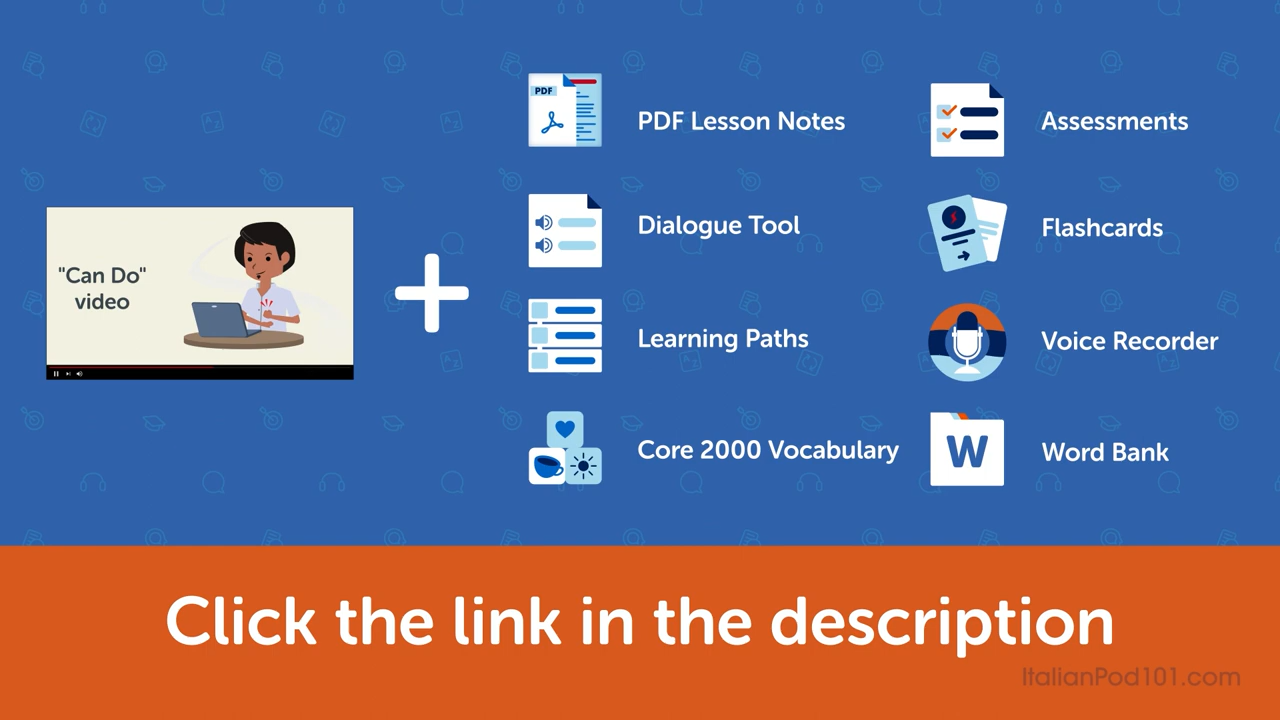 "Can Do"
video
PDF
PDF Lesson Notes
Dialogue Tool
Learning Paths
Core 2000 Vocabulary
Assessments
Flashcards
Voice Recorder
W
Word Bank
Click the link in the description
ItalianPod101.com